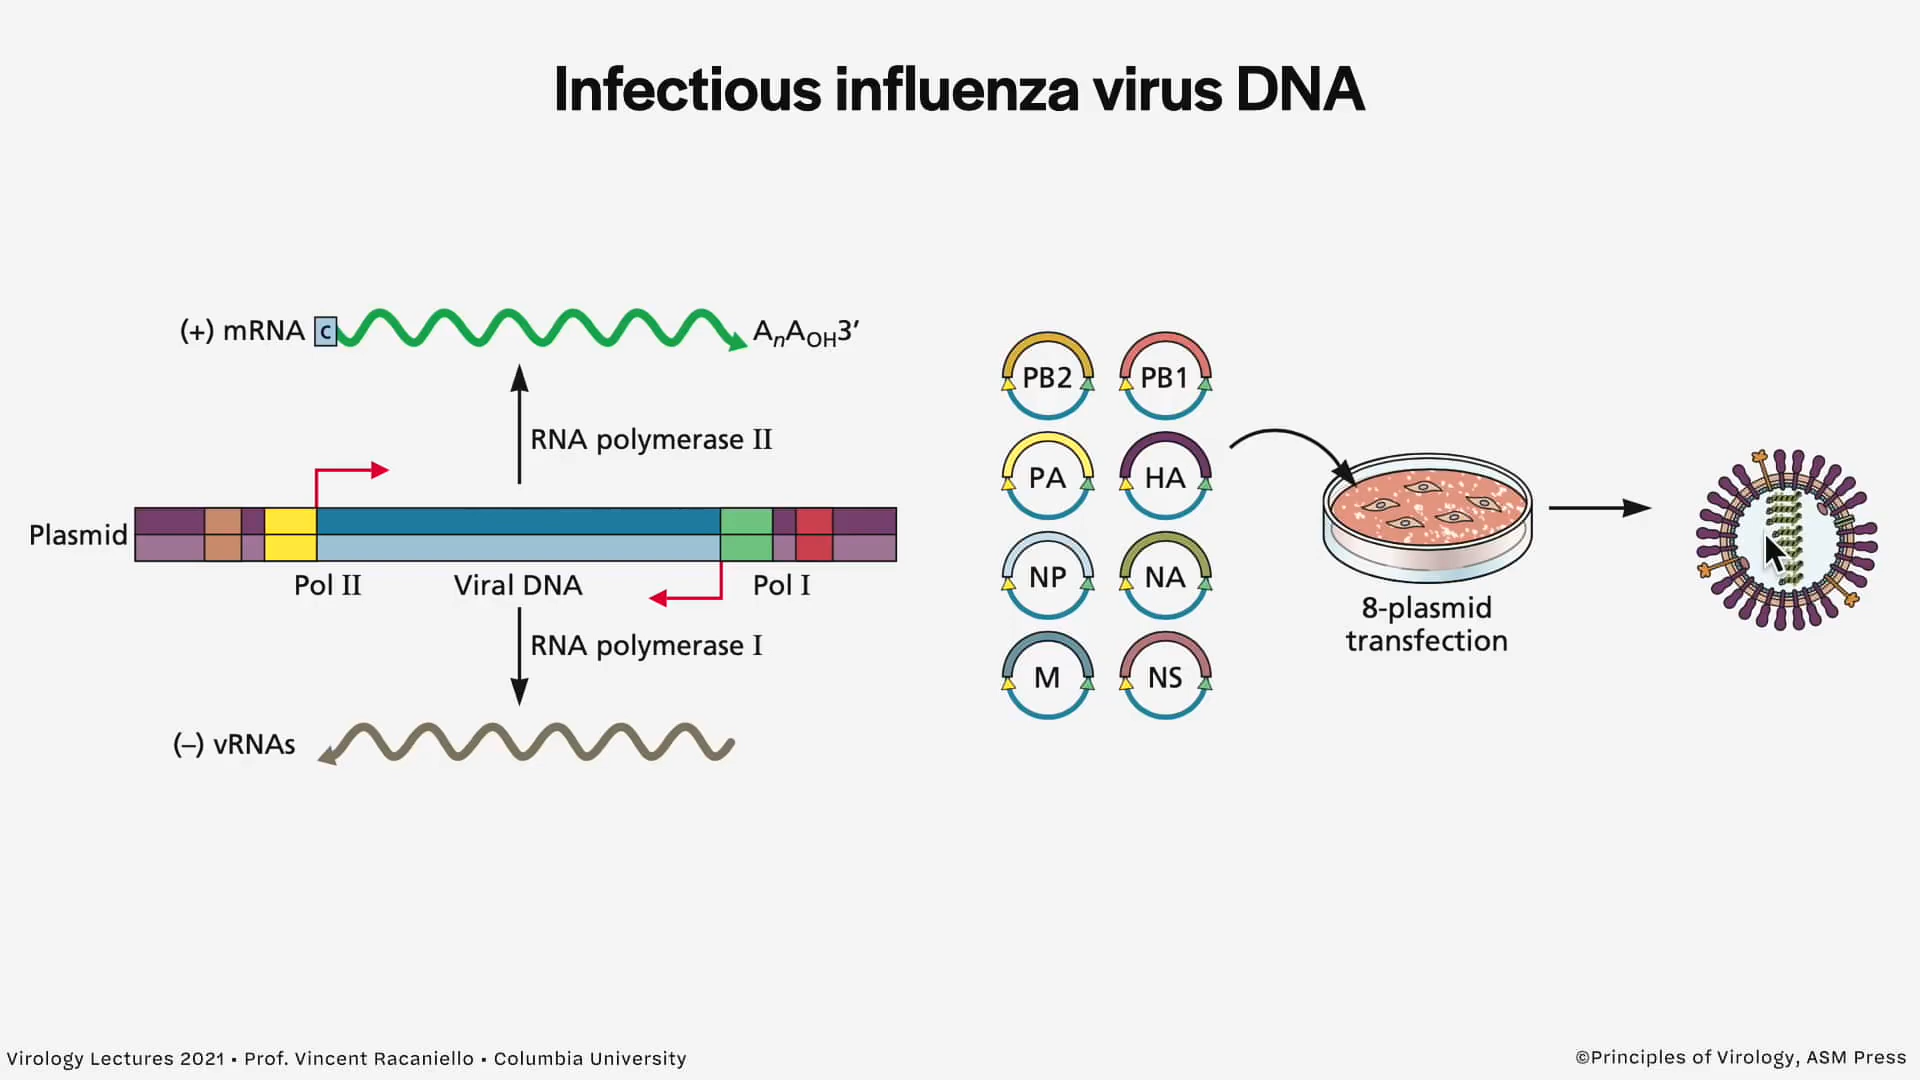 Infectious influenza virus DNA
(+) mRNA c AnAOH3′
RNA polymerase II
Plasmid
Pol II Viral DNA Pol I
RNA polymerase I
(–) vRNAs
PB2 PB1
PA HA
NP NA
M NS
8-plasmid
transfection
Virology Lectures 2021 • Prof. Vincent Racaniello • Columbia University
©Principles of Virology, ASM Press